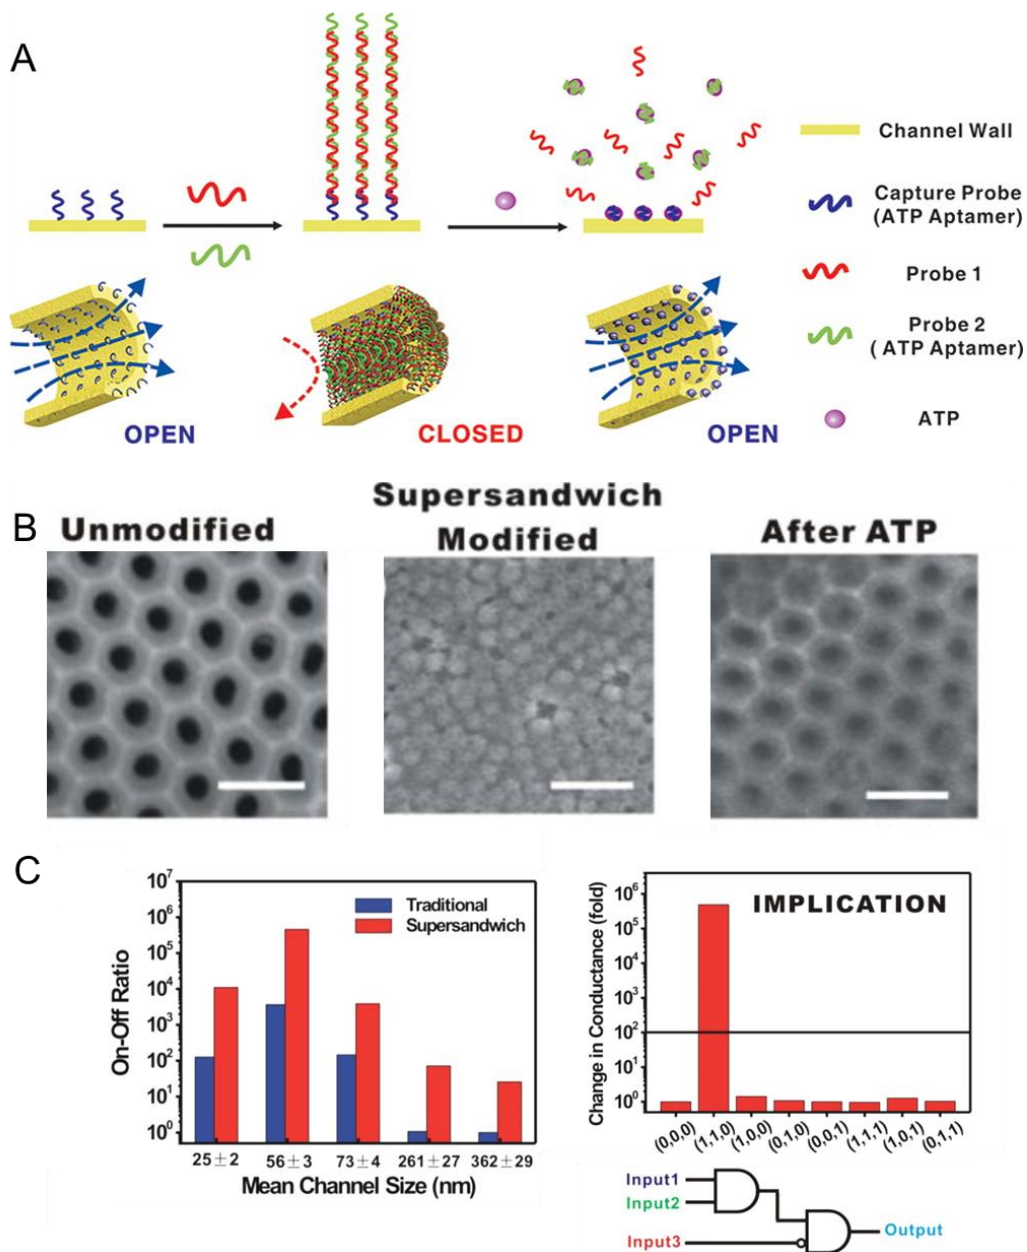 A
Channel Wall
Capture Probe
(ATP Aptamer)
Probe 1
Probe 2
( ATP Aptamer)
ATP
OPEN
CLOSED
OPEN
B
Unmodified
Supersandwich
Modified
After ATP
C
On-Off Ratio
10⁷
10⁶
10⁵
10⁴
10³
10²
10¹
10⁰
Traditional
Supersandwich
25±2
56±3
73±4
261±27
362±29
Mean Channel Size (nm)
Change in Conductance (fold)
10⁶
10⁵
10⁴
10³
10²
10¹
10⁰
IMPLICATION
(0,0,0)
(1,1,0)
(1,0,0)
(0,1,0)
(0,0,1)
(1,1,1)
(1,0,1)
(0,1,1)
Input1
Input2
Input3
Output